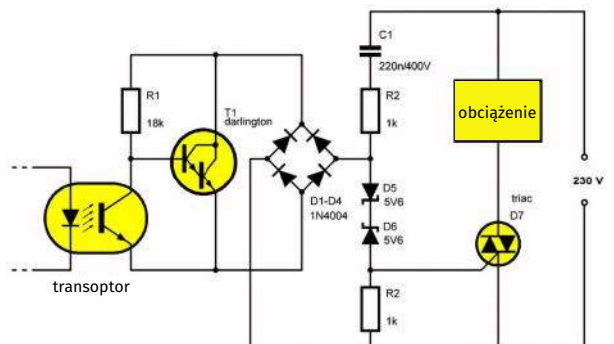 C1
220n/400V
R1
18k
T1
darlington
R2
1k
obciążenie
D1-D4
1N4004
D5
5V6
D6
5V6
230 V
triac
D7
transoptor
R2
1k